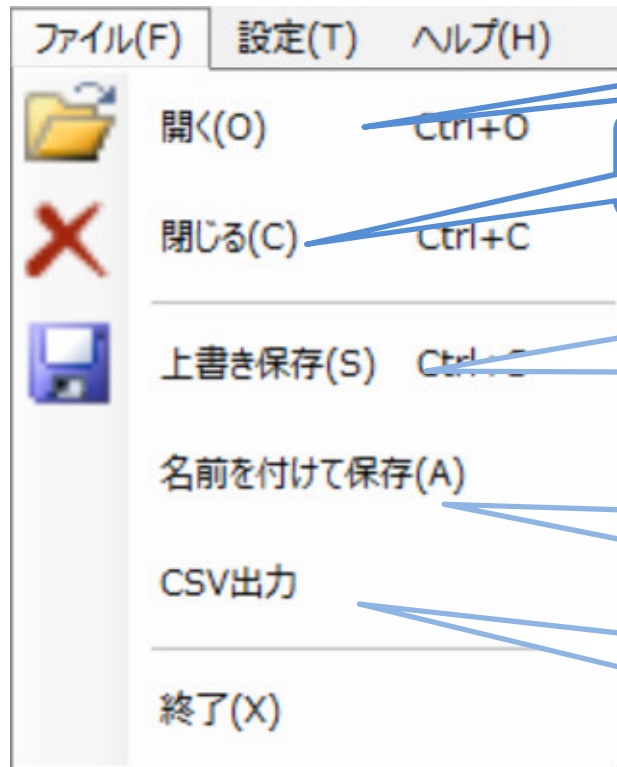 ファイル(F) 設定(T) ヘルプ(H)
開く(O) Ctrl+O
閉じる(C) Ctrl+C
上書き保存(S) Ctrl+S
名前を付けて保存(A)
CSV出力
終了(X)